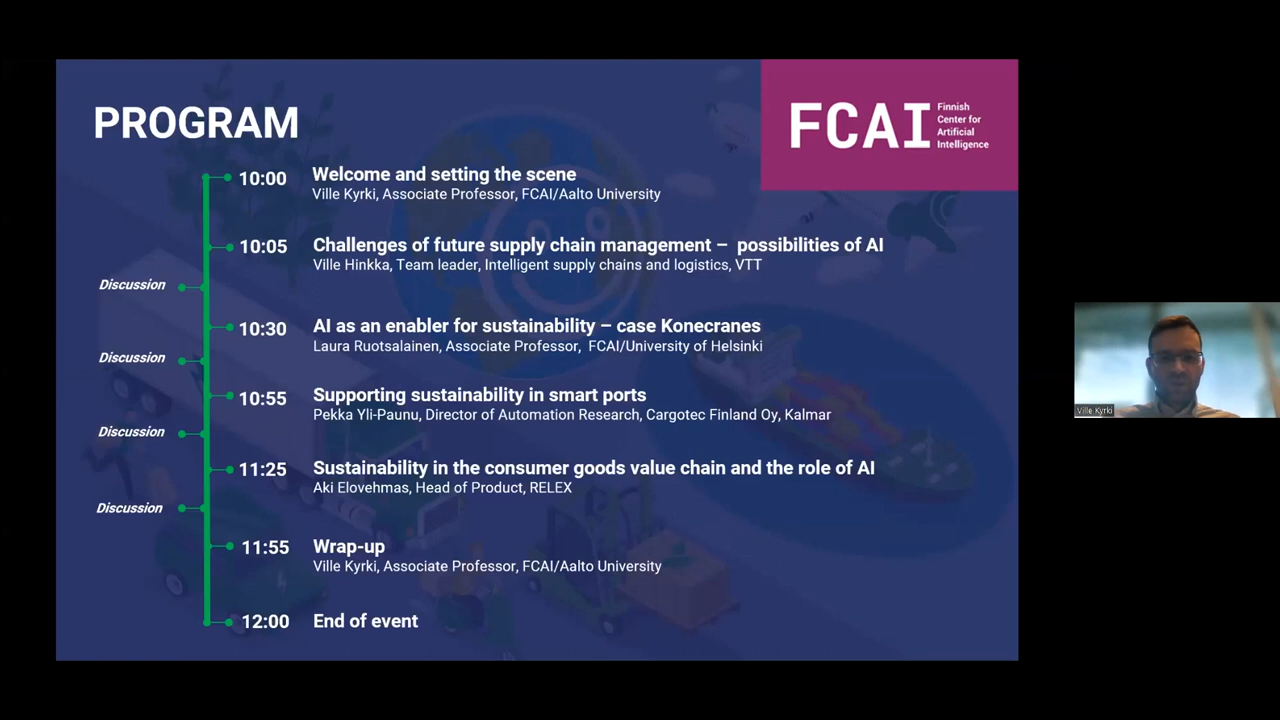 PROGRAM
FCAI
Finnish
Center for
Artificial
Intelligence
10:00
Welcome and setting the scene
Ville Kyrki, Associate Professor, FCAI/Aalto University
10:05
Challenges of future supply chain management – possibilities of AI
Ville Hinkka, Team leader, Intelligent supply chains and logistics, VTT
Discussion
10:30
AI as an enabler for sustainability – case Konecranes
Laura Ruotsalainen, Associate Professor, FCAI/University of Helsinki
Discussion
10:55
Supporting sustainability in smart ports
Pekka Yli-Paunu, Director of Automation Research, Cargotec Finland Oy, Kalmar
Discussion
11:25
Sustainability in the consumer goods value chain and the role of AI
Aki Elovehmas, Head of Product, RELEX
Discussion
11:55
Wrap-up
Ville Kyrki, Associate Professor, FCAI/Aalto University
12:00
End of event
Ville Kyrki